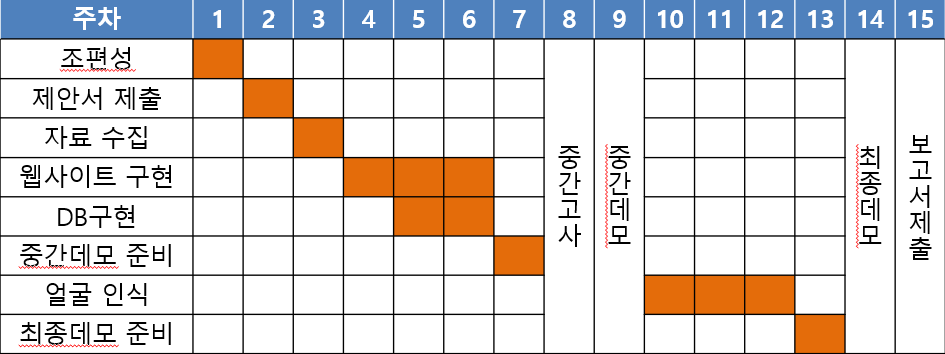 주차 1 2 3 4 5 6 7 8 9 10 11 12 13 14 15
조편성
제안서 제출
자료 수집
웹사이트 구현
DB구현
중간데모 준비
얼굴 인식
최종데모 준비
중간고사
중간데모
최종데모
보고서제출